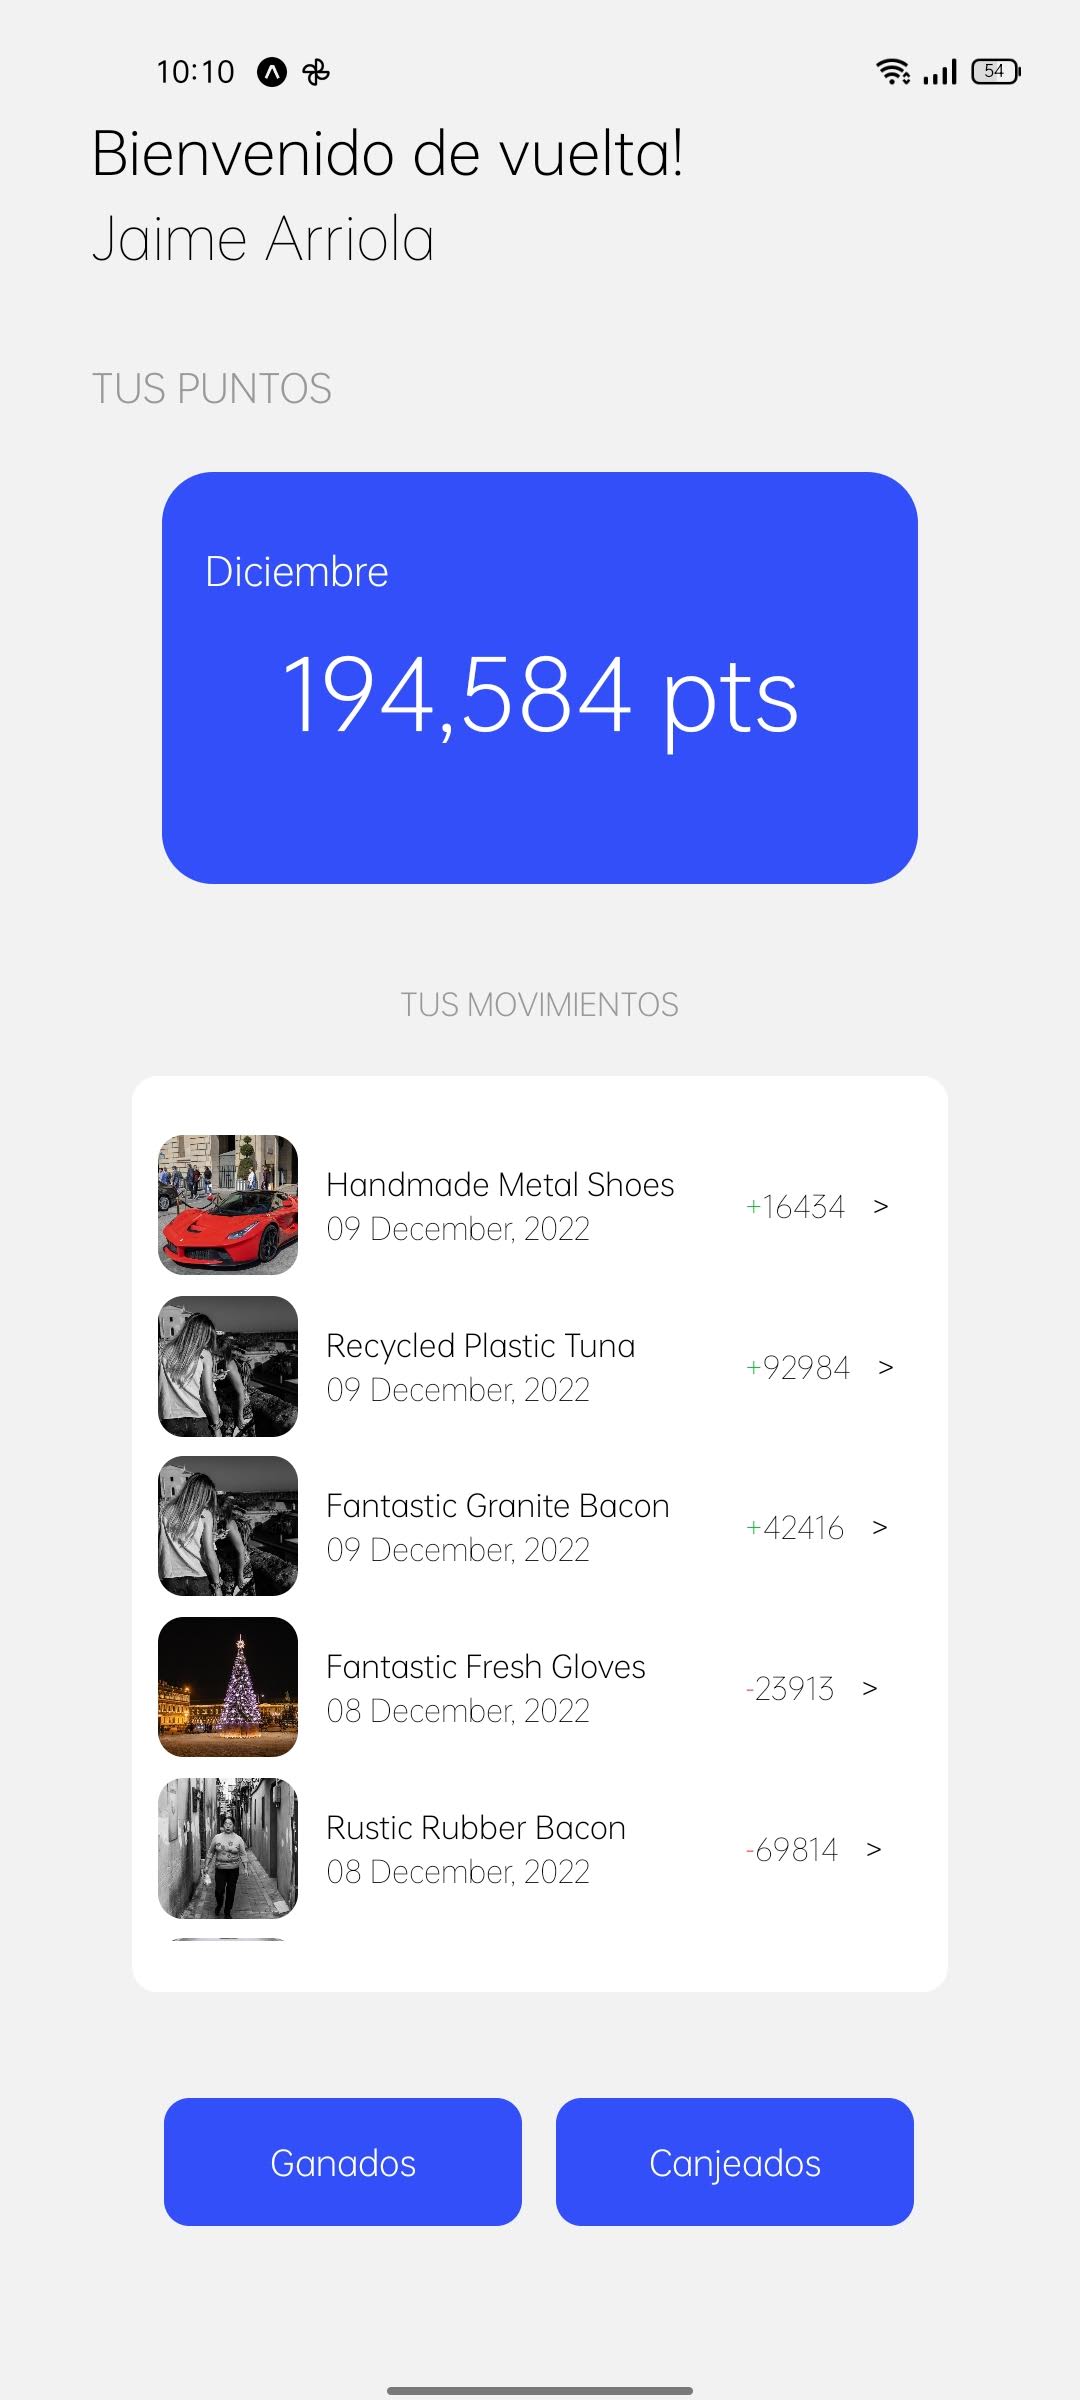 10:10
54
Bienvenido de vuelta!
Jaime Arriola
TUS PUNTOS
Diciembre
194,584 pts
TUS MOVIMIENTOS
Handmade Metal Shoes
09 December, 2022
+16434 >
Recycled Plastic Tuna
09 December, 2022
+92984 >
Fantastic Granite Bacon
09 December, 2022
+42416 >
Fantastic Fresh Gloves
08 December, 2022
-23913 >
Rustic Rubber Bacon
08 December, 2022
-69814 >
Ganados
Canjeados